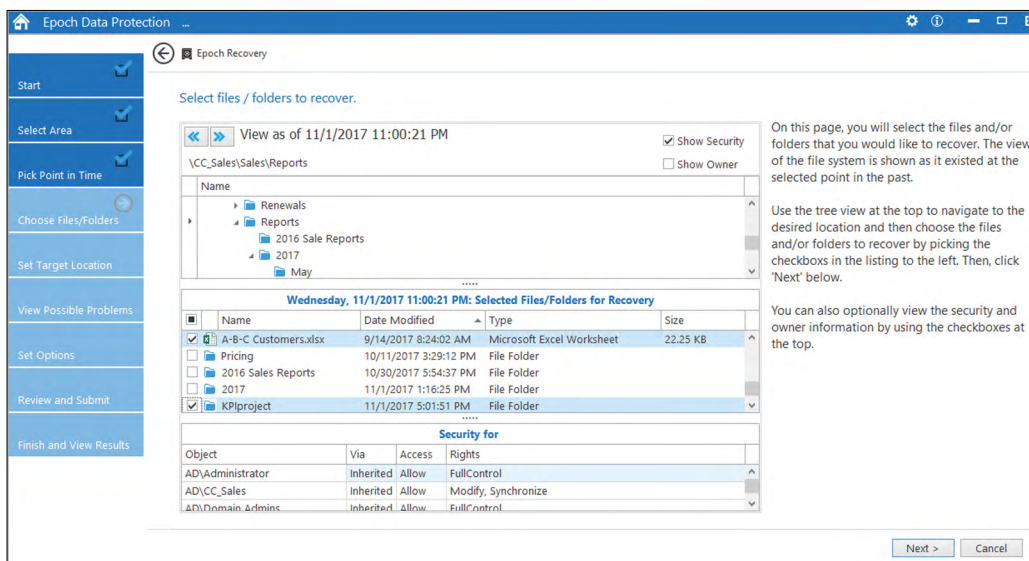 Epoch Data Protection ...
Epoch Recovery
Start
Select Area
Pick Point in Time
Choose Files/Folders
Set Target Location
View Possible Problems
Set Options
Review and Submit
Finish and View Results
Select files / folders to recover.
View as of 11/1/2017 11:00:21 PM
Show Security
\CC_Sales\Sales\Reports
Show Owner
Name
Renewals
Reports
2016 Sale Reports
2017
May
Wednesday, 11/1/2017 11:00:21 PM: Selected Files/Folders for Recovery
Name Date Modified Type Size
A-B-C Customers.xlsx 9/14/2017 8:24:02 AM Microsoft Excel Worksheet 22.25 KB
Pricing 10/11/2017 3:29:12 PM File Folder
2016 Sales Reports 10/30/2017 5:54:37 PM File Folder
2017 11/1/2017 1:16:25 PM File Folder
KPIproject 11/1/2017 5:01:51 PM File Folder
Security for
Object Via Access Rights
AD\Administrator Inherited Allow FullControl
AD\CC_Sales Inherited Allow Modify, Synchronize
AD\Domain Admins Inherited Allow FullControl
On this page, you will select the files and/or
folders that you would like to recover. The view
of the file system is shown as it existed at the
selected point in the past.
Use the tree view at the top to navigate to the
desired location and then choose the files
and/or folders to recover by picking the
checkboxs in the listing to the left. Then, click
'Next' below.
You can also optionally view the security and
owner information by using the checkboxes at
the top.
Next >
Cancel